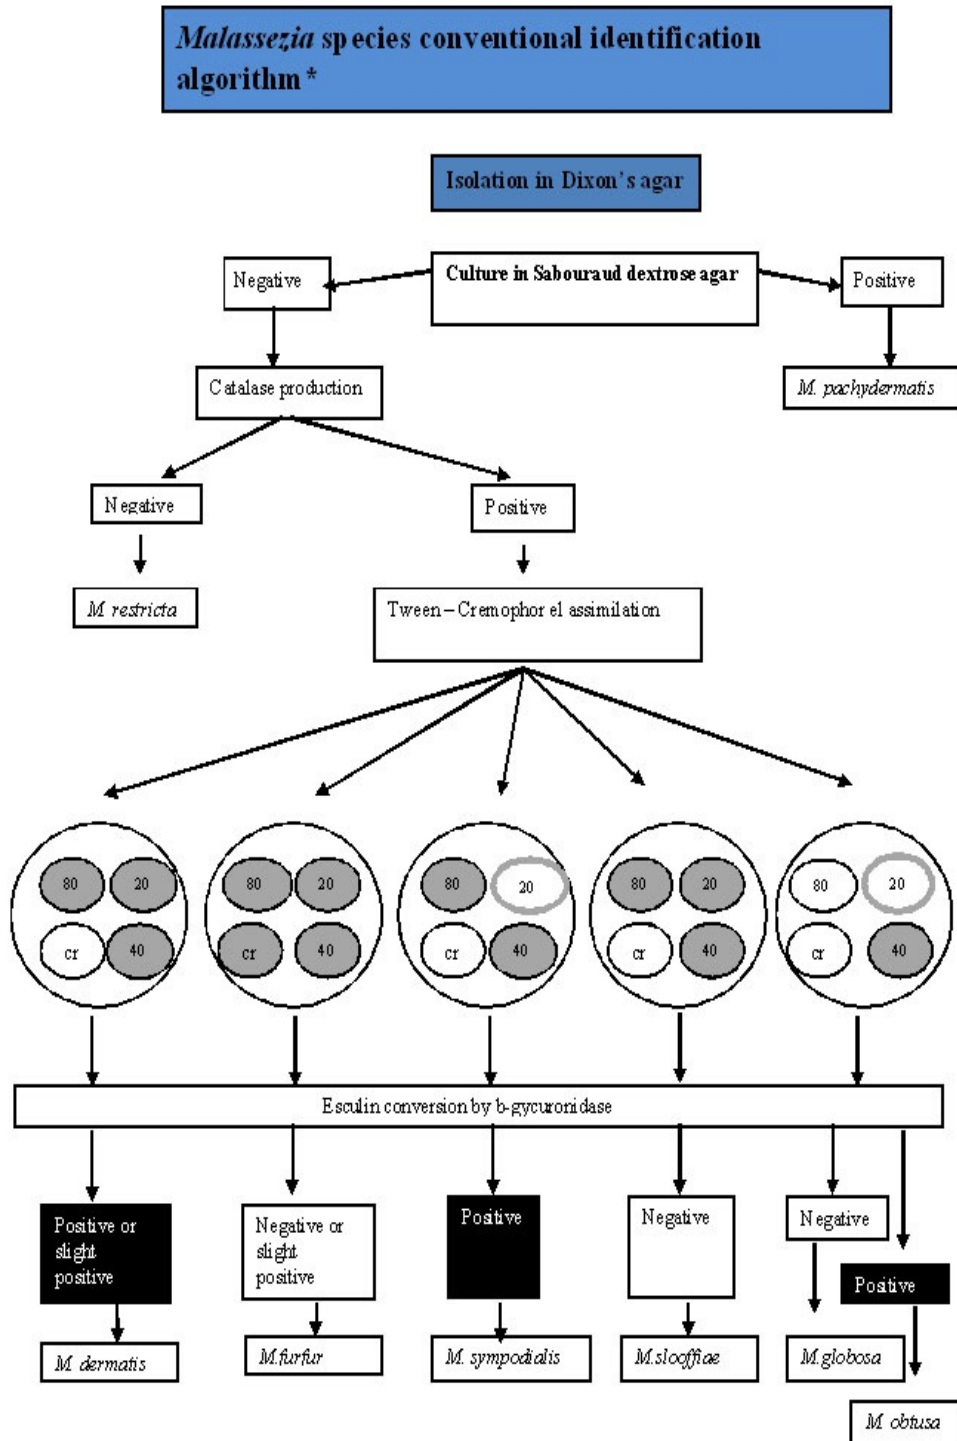 Malassezia species conventional identification
algorithm*
Isolation in Dixon's agar
Negative
Culture in Sabouraud dextrose agar
Positive
Catalase production
M. pachydermatis
Negative
Positive
M. restricta
Tween – Cremophor el assimilation
80 20
cr 40
80 20
cr 40
80 20
cr 40
80 20
cr 40
80 20
cr 40
Esculin conversion by b-gycuronidase
Positive or
slight
positive
Negative or
slight
positive
Positive
Negative
Negative
Positive
M. dermatis
M.furfur
M. sympodialis
M.slooffiae
M.globosa
M. obtusa